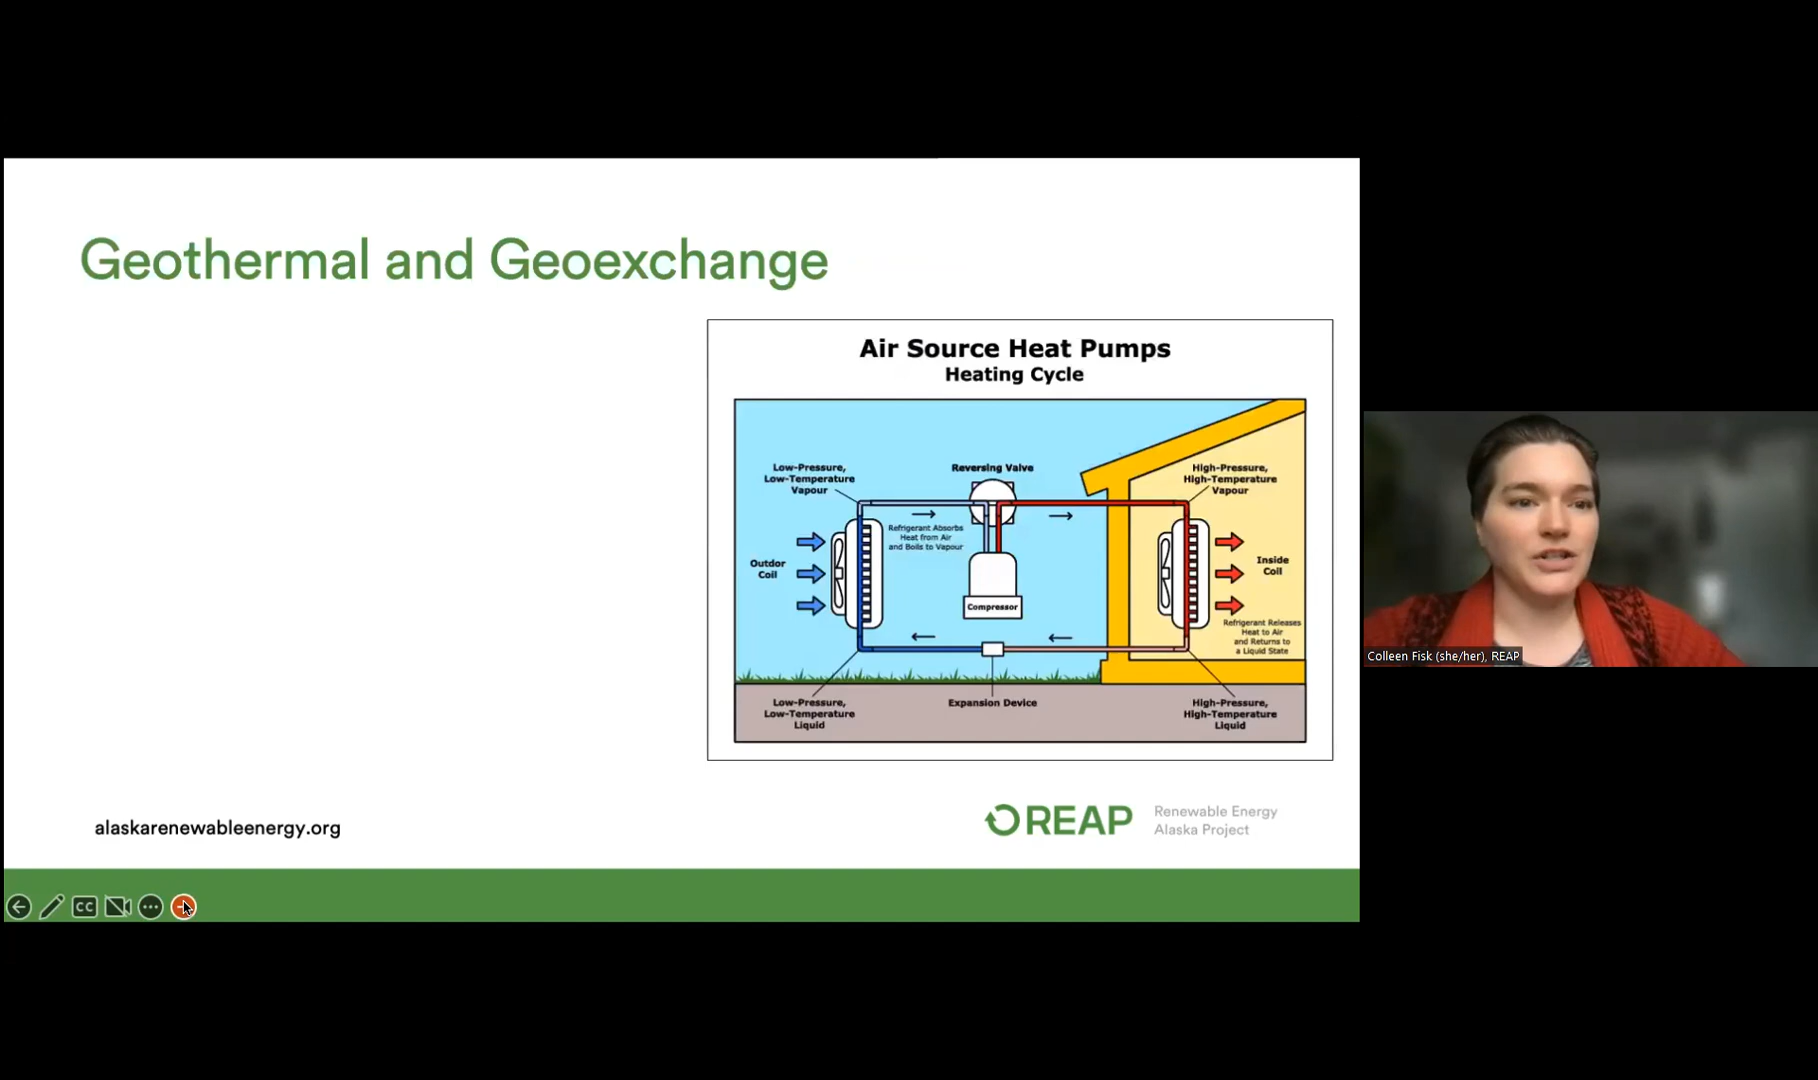 Geothermal and Geoexchange
Air Source Heat Pumps
Heating Cycle
Low-Pressure,
Low-Temperature
Vapour
Reversing Valve
High-Pressure,
High-Temperature
Vapour
Refrigerant Absorbs
Heat from Air
and Boils to Vapour
Outdor
Coil
Compressor
Inside
Coil
Refrigerant Releases
Heat to Air
and Returns to
a Liquid State
Low-Pressure,
Low-Temperature
Liquid
Expansion Device
High-Pressure,
High-Temperature
Liquid
alaskarenewableenergy.org
REAP
Renewable Energy
Alaska Project
CC
Colleen Fisk (she/her), REAP